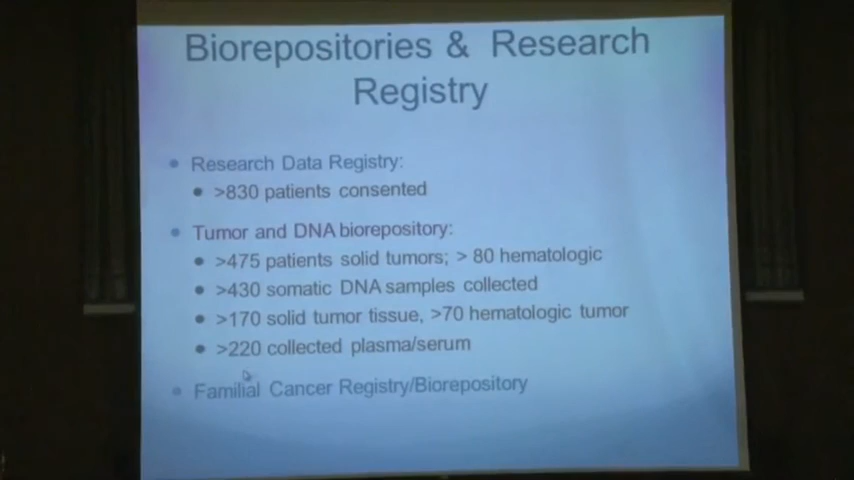 Biorepositories & Research
Registry
• Research Data Registry:
• >830 patients consented
• Tumor and DNA biorepository:
• >475 patients solid tumors; > 80 hematologic
• >430 somatic DNA samples collected
• >170 solid tumor tissue, >70 hematologic tumor
• >220 collected plasma/serum
• Familial Cancer Registry/Biorepository